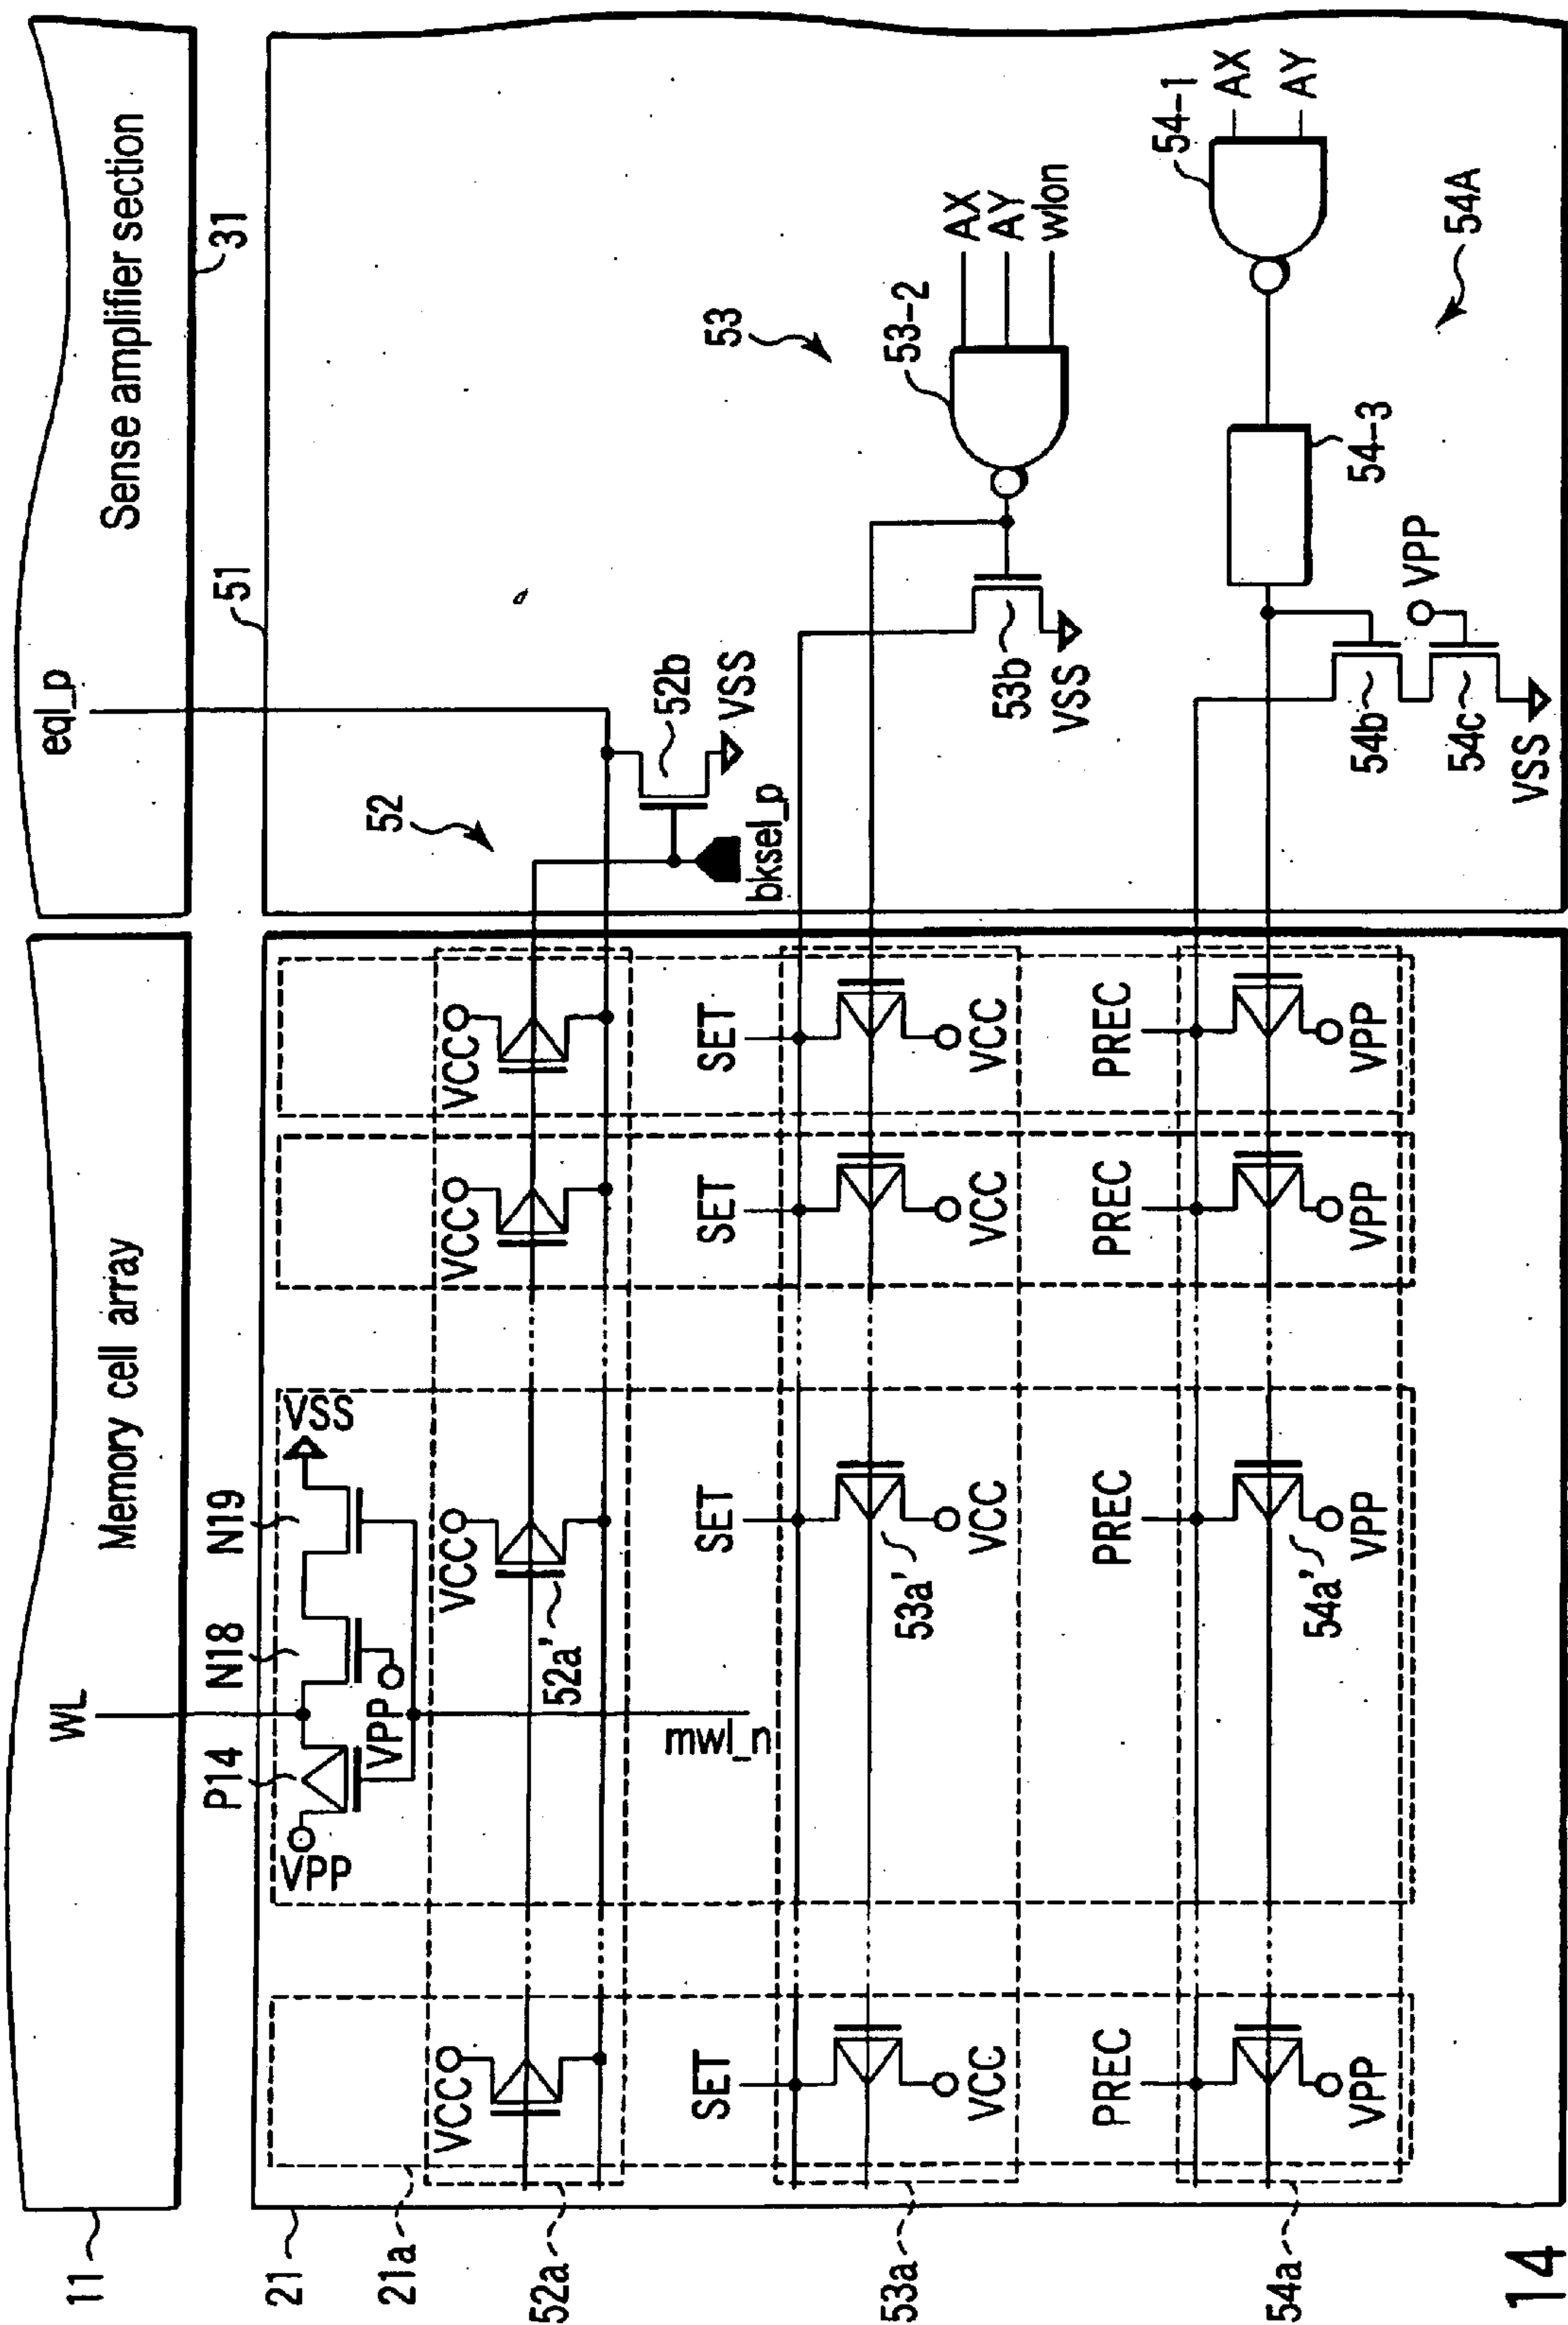 11
Memory cell array
Sense amplifier section
31
WL
eql_p
21
51
21a
P14
N18
N19
VPP
VPP
VSS
mwl_n
52a
VCC
VCC
VCC
VCC
52a'
52
52b
VSS
bksel_p
53a
SET
SET
SET
SET
VCC
VCC
VCC
VCC
53a'
53
53b
VSS
53-2
AX
AY
wlon
54a
PREC
PREC
PREC
PREC
VPP
VPP
VPP
VPP
54a'
54b
54c
VPP
VSS
54-3
54-1
AX
AY
54A
14